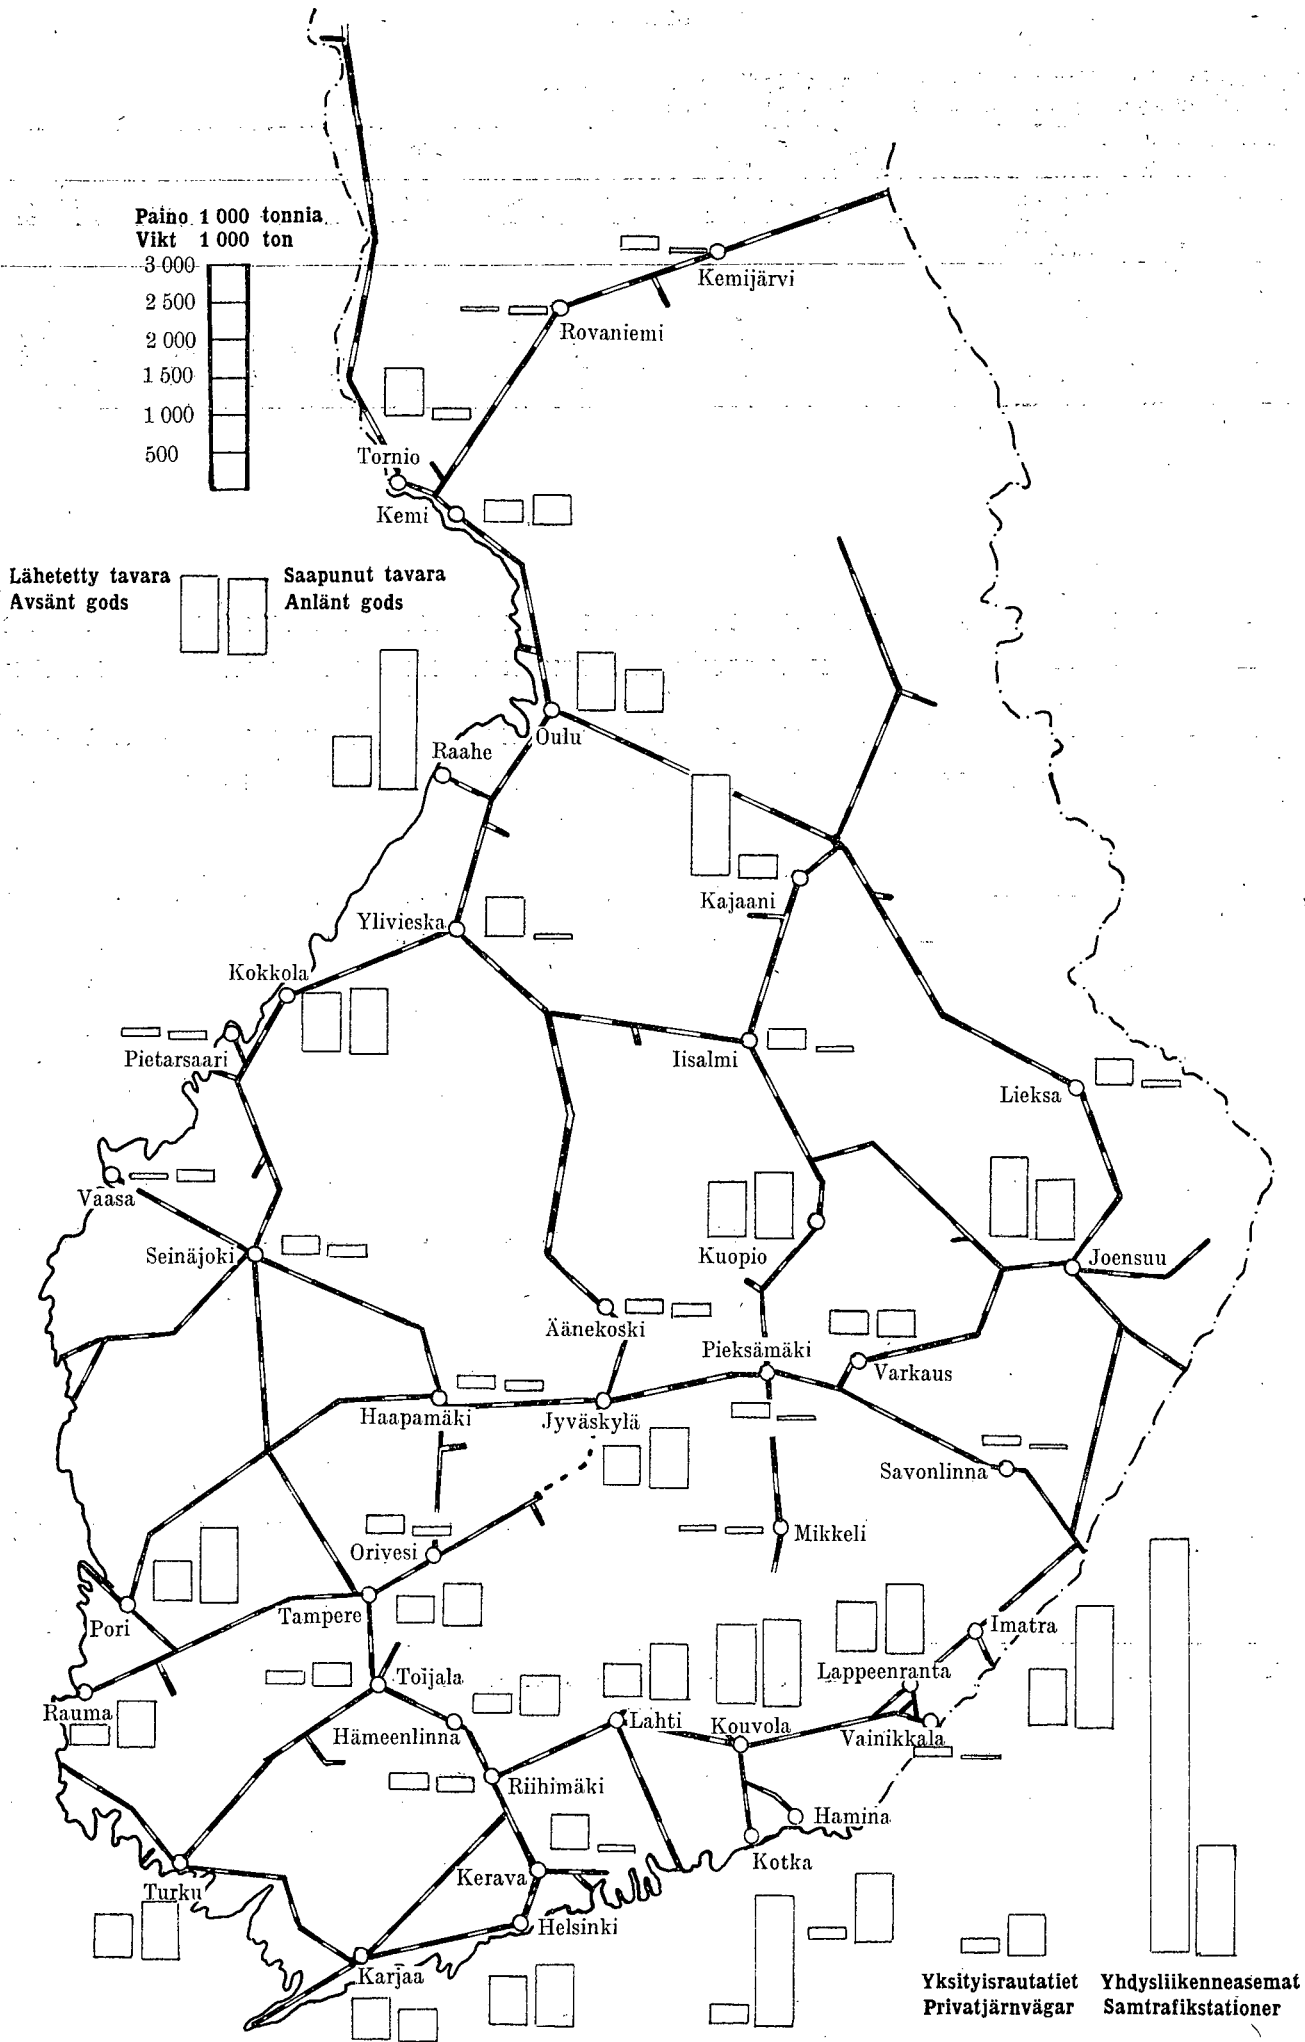 Paino 1 000 tonnia
Vikt 1 000 ton
3 000
2 500
2 000
1 500
1 000
500
Kemijärvi
Rovaniemi
Tornio
Kemi
Lähetetty tavara
Avsänt gods
Saapunut tavara
Anlänt gods
Oulu
Raahe
Kajaani
Ylivieska
Kokkola
Pietarsaari
Iisalmi
Lieksa
Vaasa
Seinäjoki
Kuopio
Joensuu
Äänekoski
Pieksämäki
Varkaus
Haapamäki
Jyväskylä
Savonlinna
Mikkeli
Orivesi
Pori
Tampere
Imatra
Toijala
Lappeenranta
Rauma
Hämeenlinna
Lahti
Kouvola
Vainikkala
Riihimäki
Hamina
Kotka
Kerava
Turku
Helsinki
Karjaa
Yksityisrautatiet
Privatjärnvägar
Yhdysliikenneasemat
Samtrafikstationer